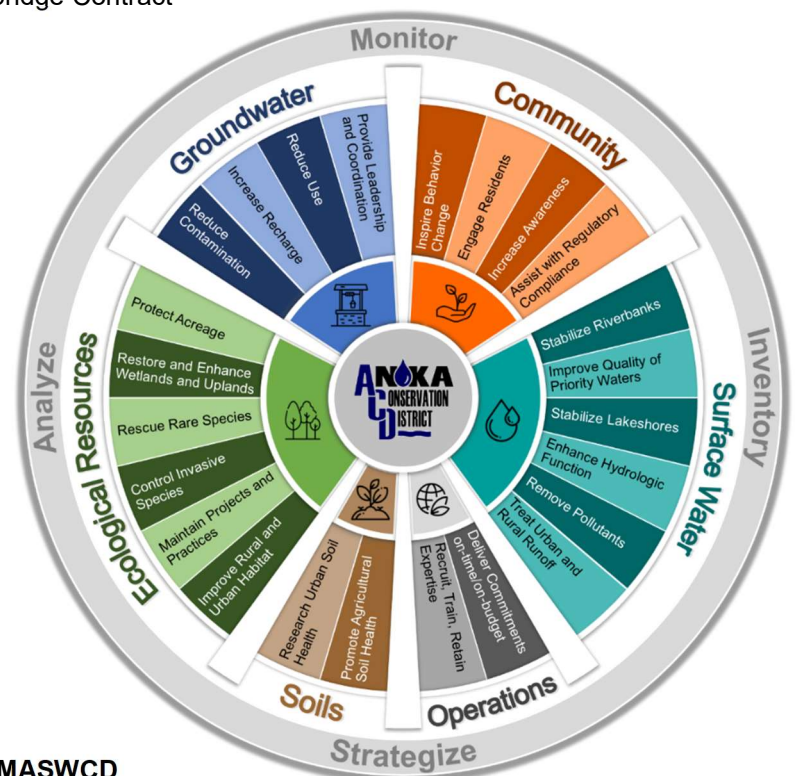 Contract
Monitor
Groundwater
Community
Reduce
Contamination
Increase Recharge
Reduce Use
Provide Leadership
and Coordination
Inspire Behavior
Change
Engage Residents
Increase Awareness
Assist with Regulatory
Compliance
Analyze
Inventory
Ecological Resources
Protect Acreage
Restore and Enhance
Wetlands and Uplands
Rescue Rare Species
Control Invasive
Species
Maintain Projects and
Practices
Improve Rural and
Urban Habitat
ANOKA
CONSERVATION
DISTRICT
Surface Water
Stabilize Riverbanks
Improve Quality of
Priority Waters
Stabilize Lakeshores
Enhance Hydrologic
Function
Remove Pollutants
Treat Urban and
Rural Runoff
Research Urban Soil
Health
Promote Agricultural
Soil Health
Recruit, Train, Retain
Expertise
Deliver Commitments
on-time/on-budget
Soils
Operations
Strategize
MASWCD